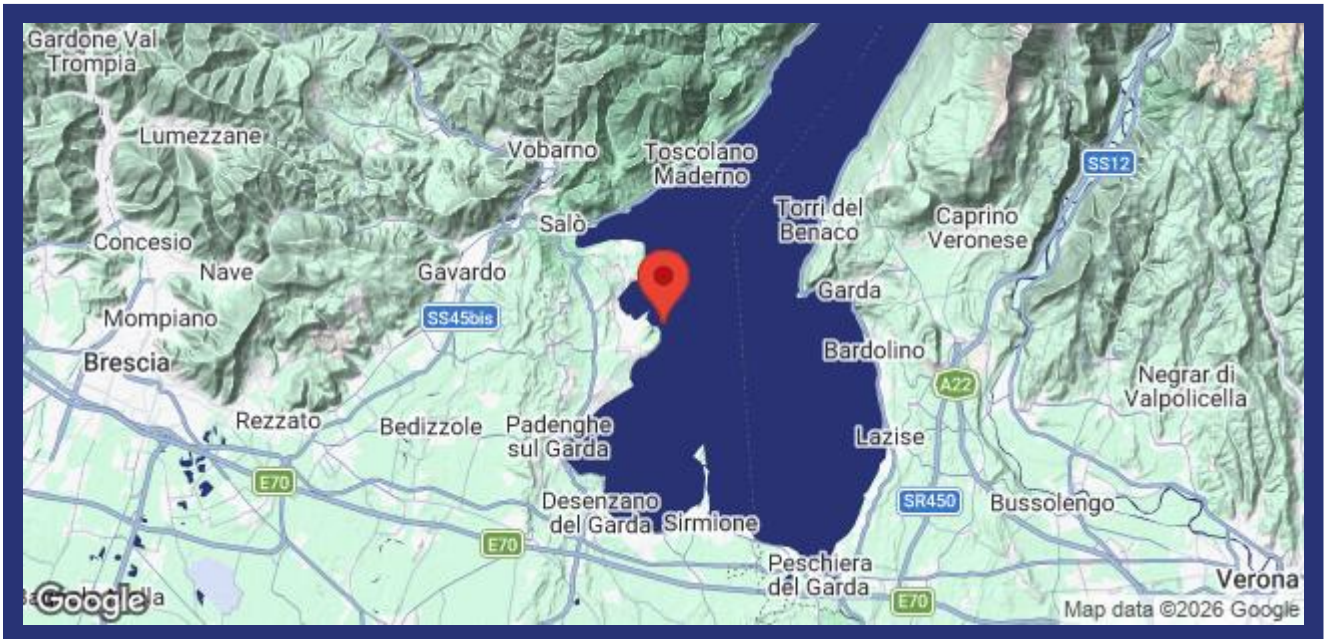 Gardone Val
Trompia
Lumezzane
Vobarno
Toscolano
Maderno
SS12
Torri del
Benaco
Caprino
Veronese
Salò
Concesio
Nave
Gavardo
Garda
Mompiano
SS45bis
Bardolino
Brescia
A22
Negrar di
Valpolicella
Rezzato
Bedizzole
Padenghe
sul Garda
Lazise
E70
Desenzano
del Garda
Sirmione
SR450
Bussolengo
E70
Peschiera
del Garda
Verona
E70
Google
Map data ©2026 Google